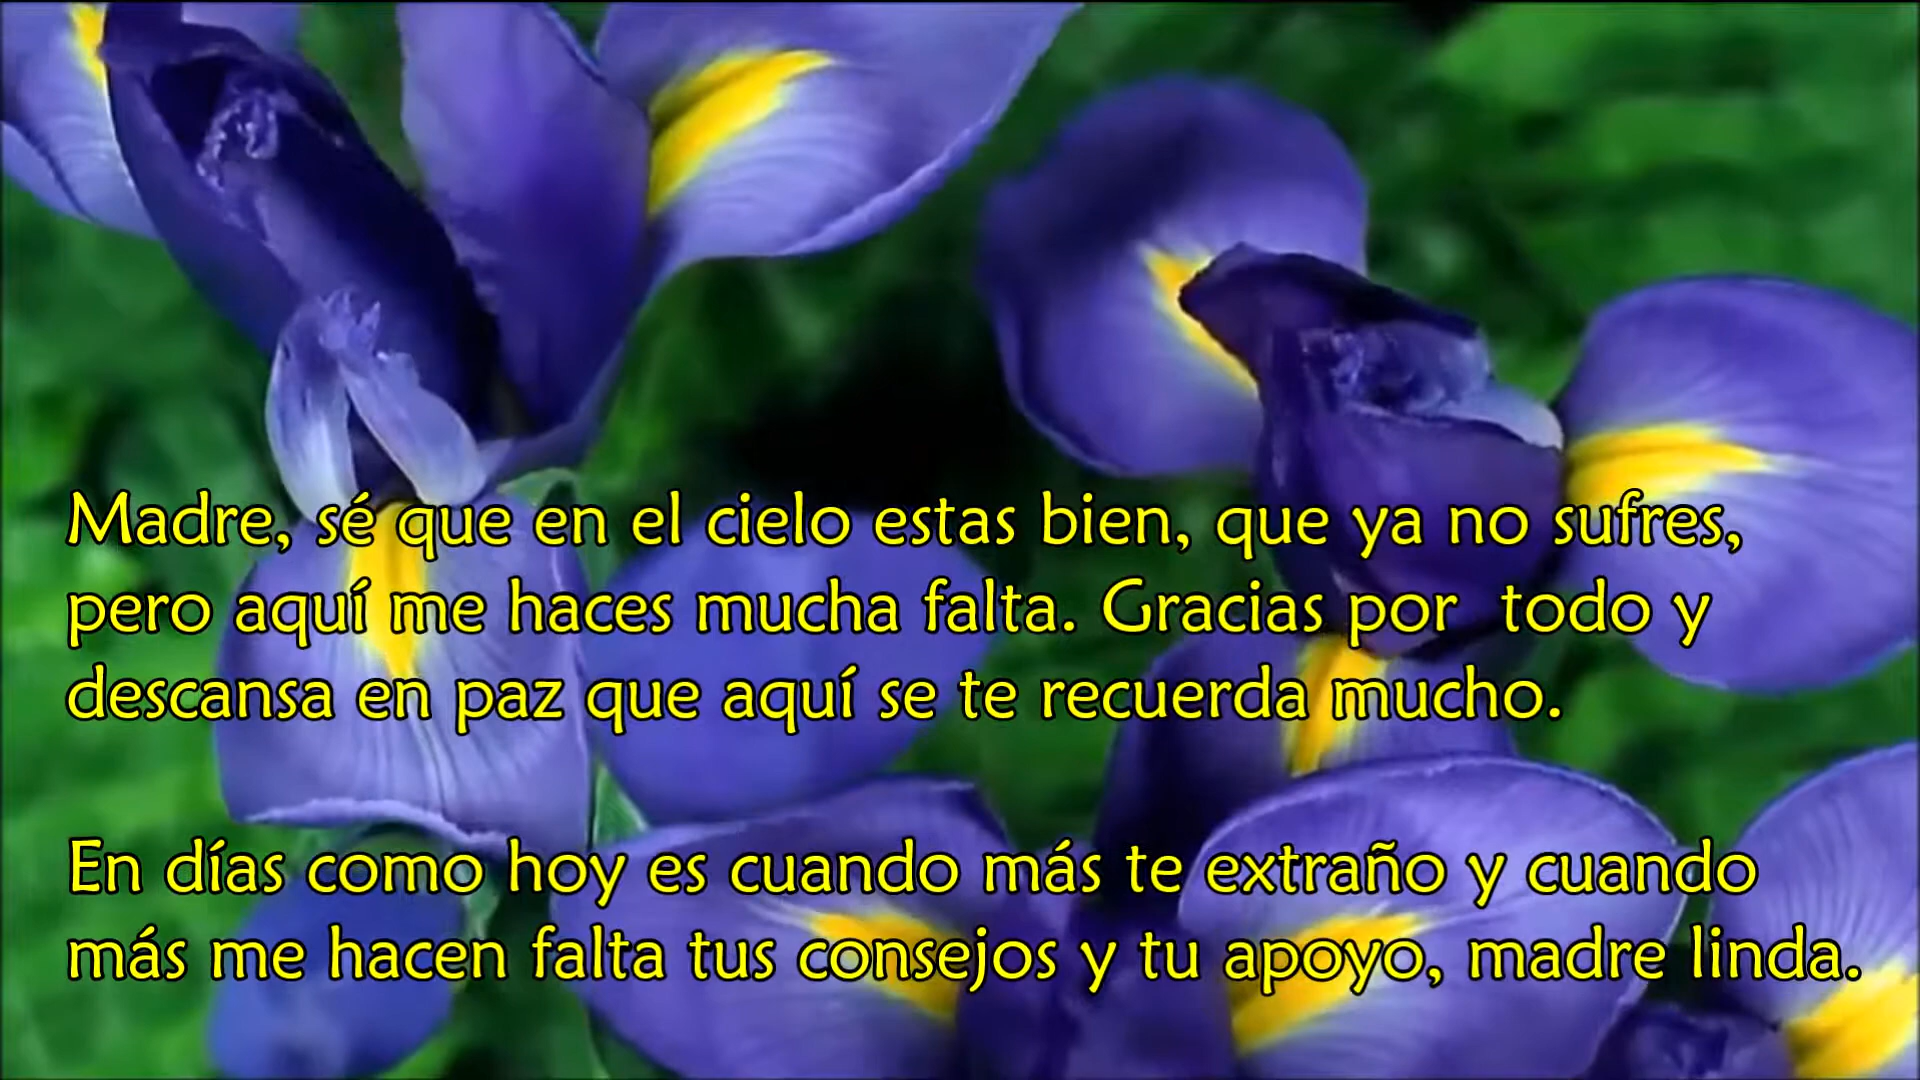 Madre, sé que en el cielo estas bien, que ya no sufres,
pero aquí me haces mucha falta. Gracias por  todo y
descansa en paz que aquí se te recuerda mucho.
En días como hoy es cuando más te extraño y cuando
más me hacen falta tus consejos y tu apoyo, madre linda.